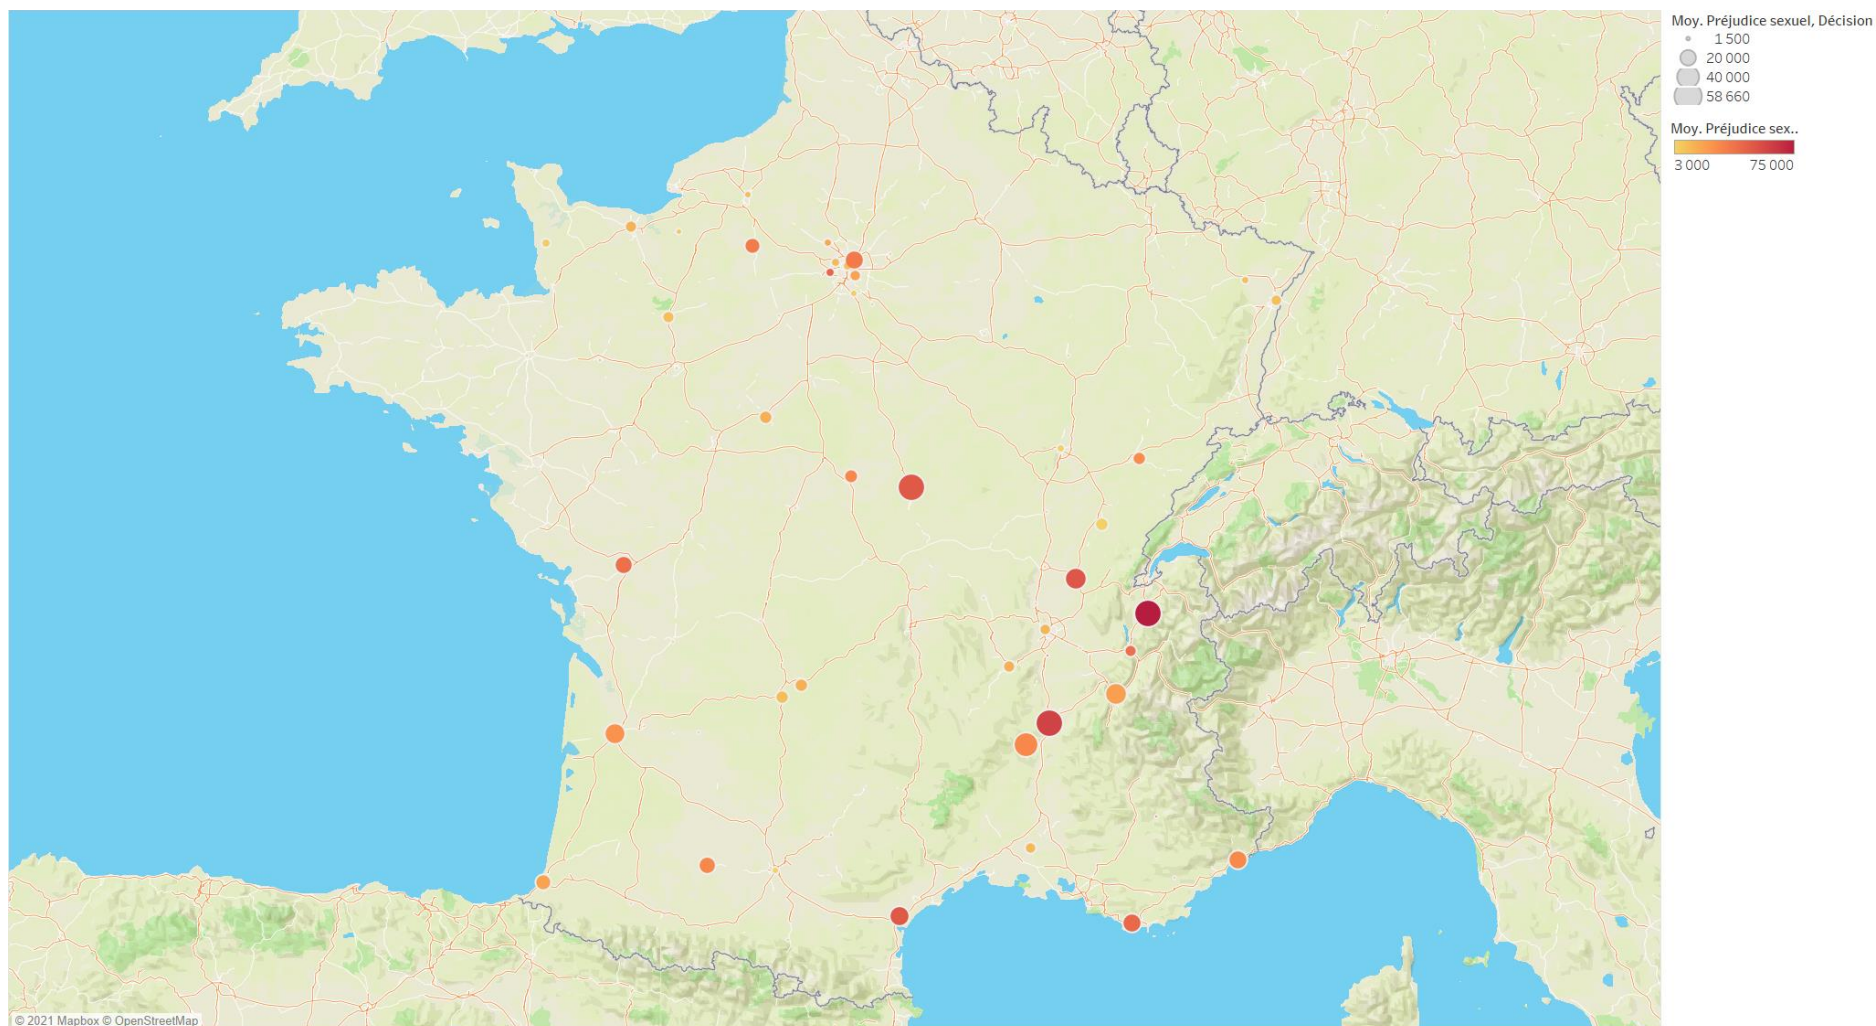 Moy. Préjudice sexuel, Décision
1 500
20 000
40 000
58 660
Moy. Préjudice sex..
3 000 75 000
© 2021 Mapbox © OpenStreetMap